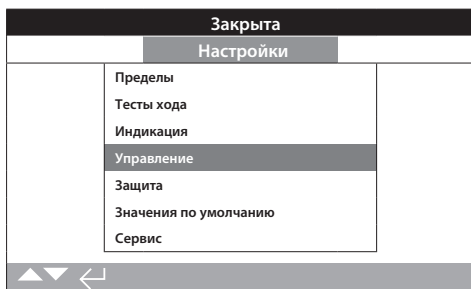 Закрыта
Настройки
Пределы
Тесты хода
Индикация
Управление
Защита
Значения по умолчанию
Сервис